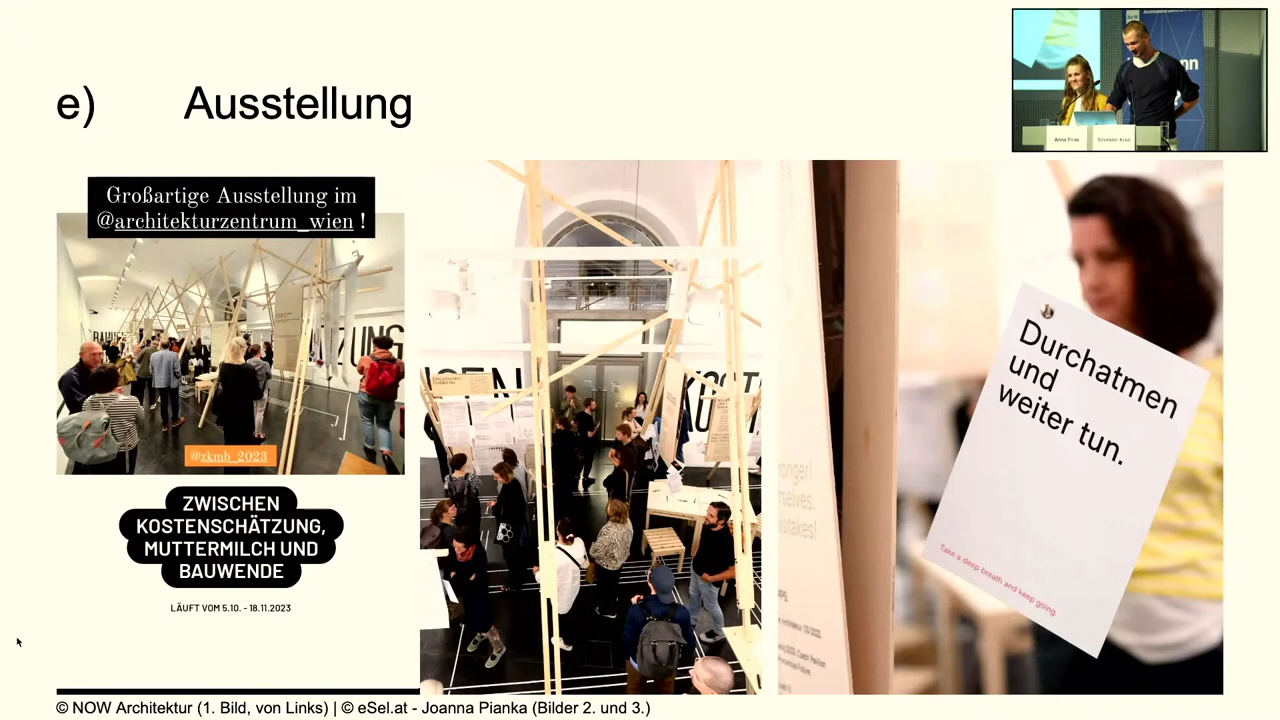 e) Ausstellung
Großartige Ausstellung im
@architekturzentrum_wien !
@zkmb_2023
ZWISCHEN
KOSTENSCHÄTZUNG,
MUTTERMILCH UND
BAUWENDE
LÄUFT VOM 5.10. - 18.11.2023
Durchatmen
und
weiter tun.
Take a deep breath and keep going.
© NOW Architektur (1. Bild, von Links) | © eSel.at - Joanna Pianka (Bilder 2. und 3.)